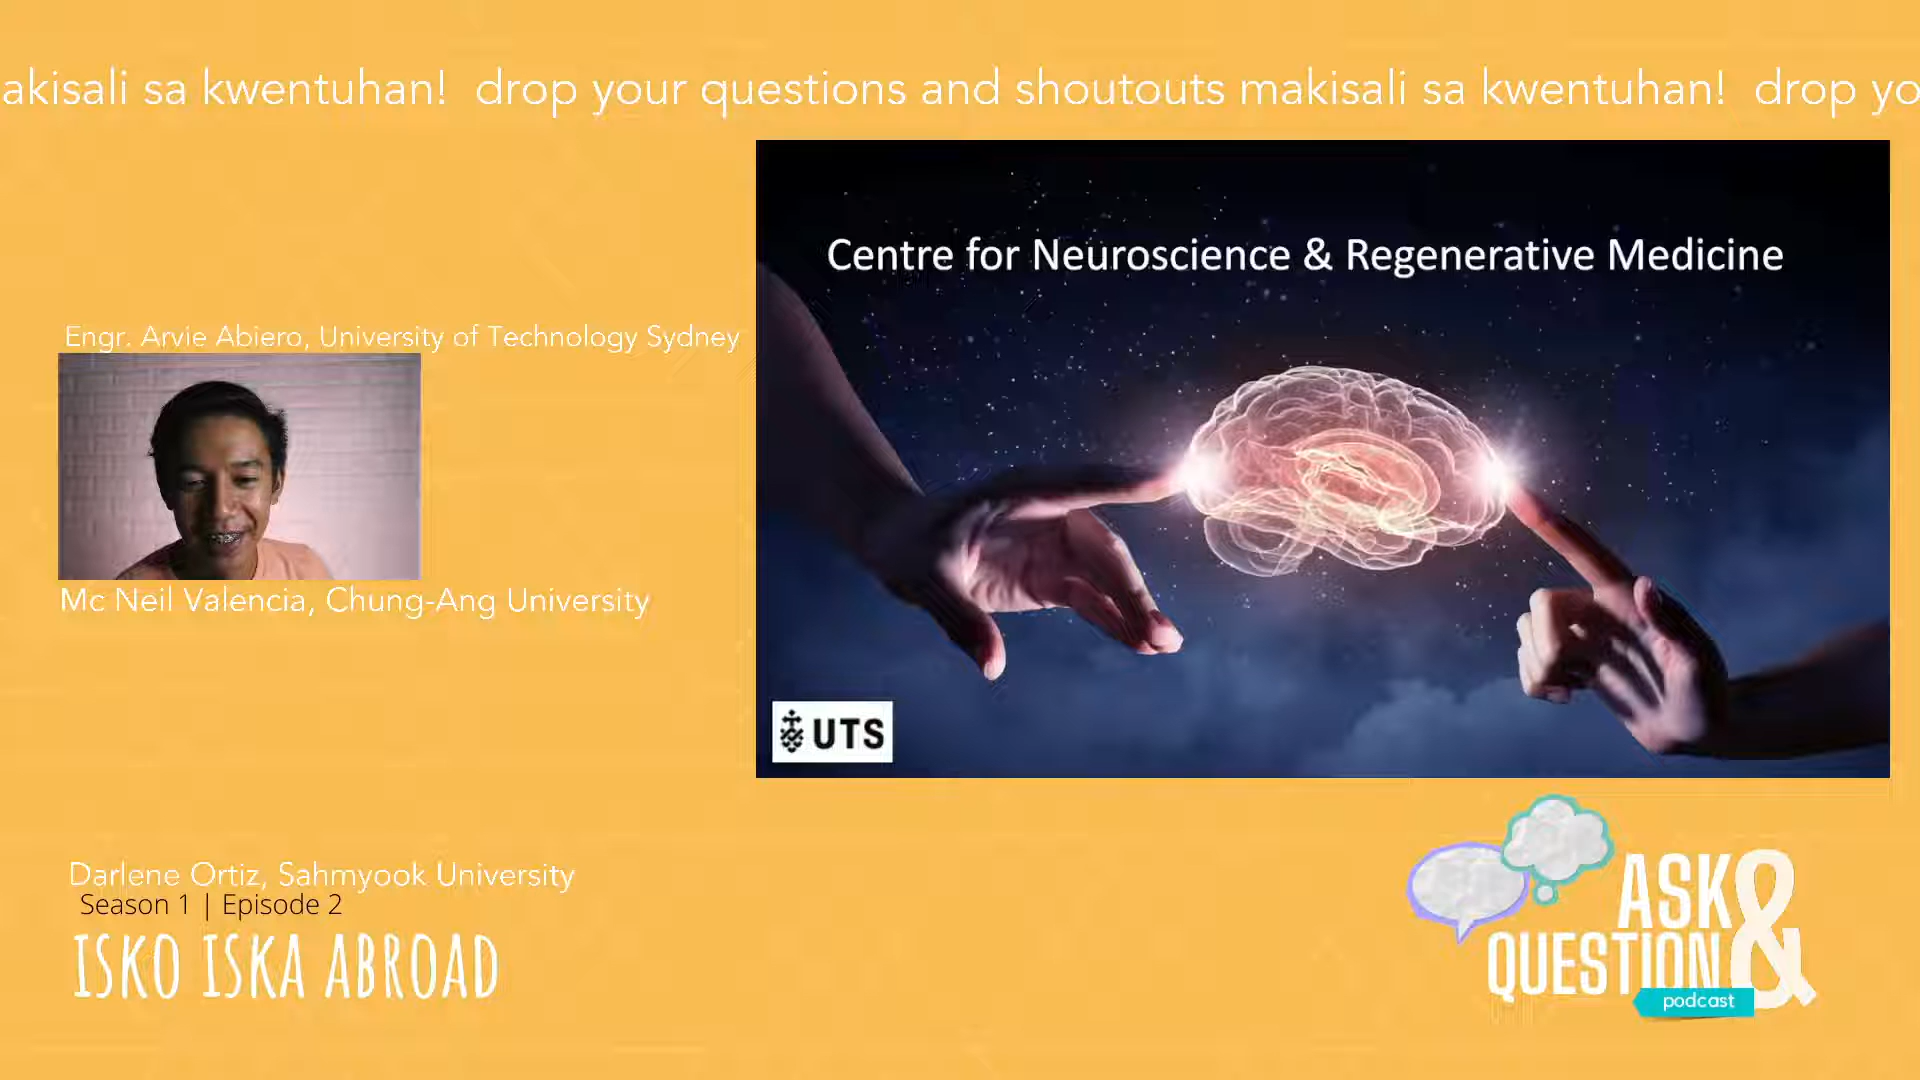 akisali sa kwentuhan! drop your questions and shoutouts makisali sa kwentuhan! drop yo
Centre for Neuroscience & Regenerative Medicine
Engr. Arvie Abiero, University of Technology Sydney
Mc Neil Valencia, Chung-Ang University
UTS
Darlene Ortiz, Sahmyook University
Season 1 | Episode 2
ISKO ISKA ABROAD
ASK &
QUESTION
podcast